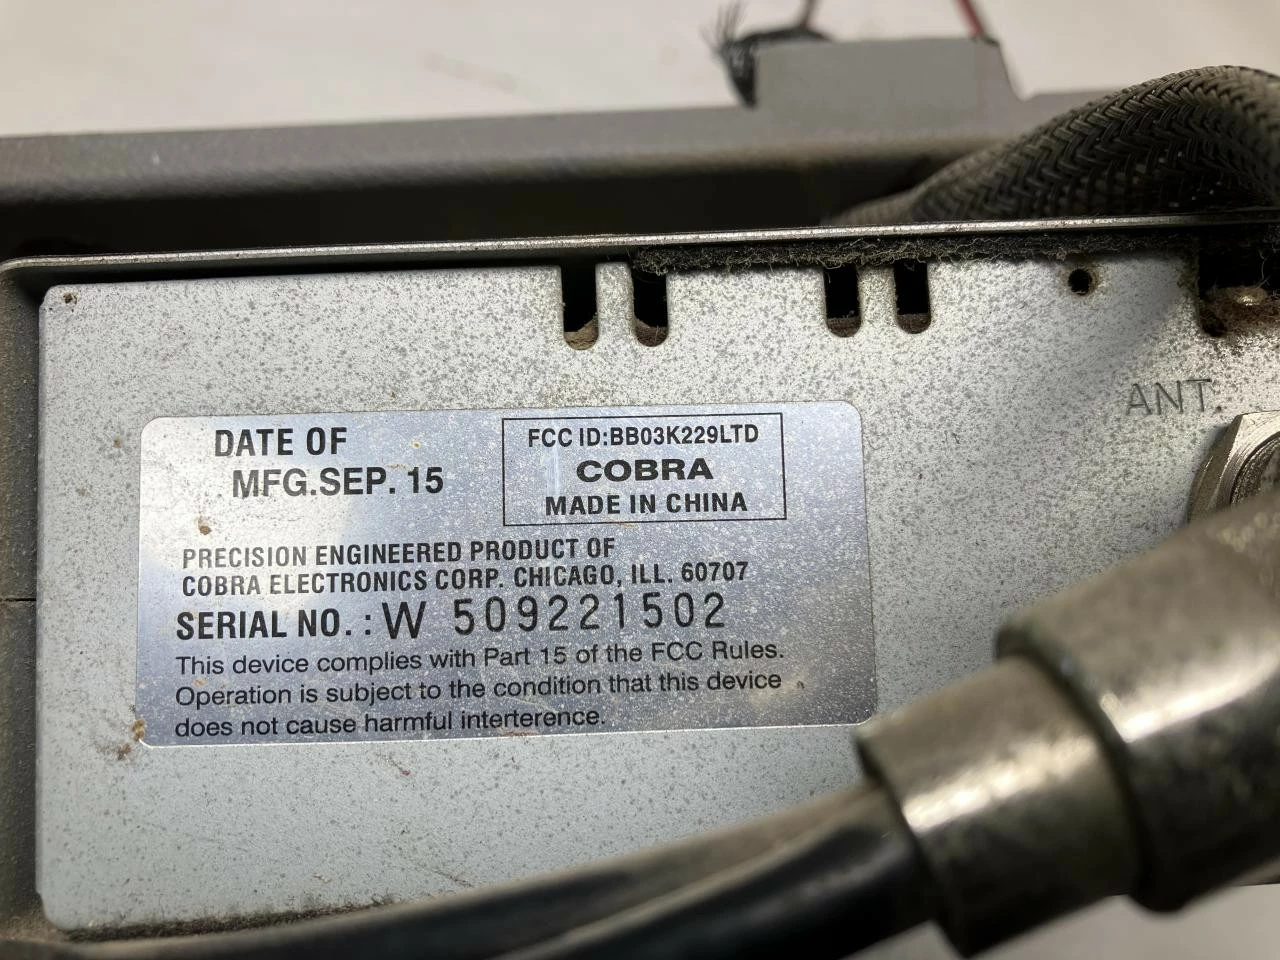 ANT.
DATE OF
MFG.SEP. 15
FCC ID:BB03K229LTD
COBRA
MADE IN CHINA
PRECISION ENGINEERED PRODUCT OF
COBRA ELECTRONICS CORP. CHICAGO, ILL. 60707
SERIAL NO. : W 509221502
This device complies with Part 15 of the FCC Rules.
Operation is subject to the condition that this device
does not cause harmful interterence.